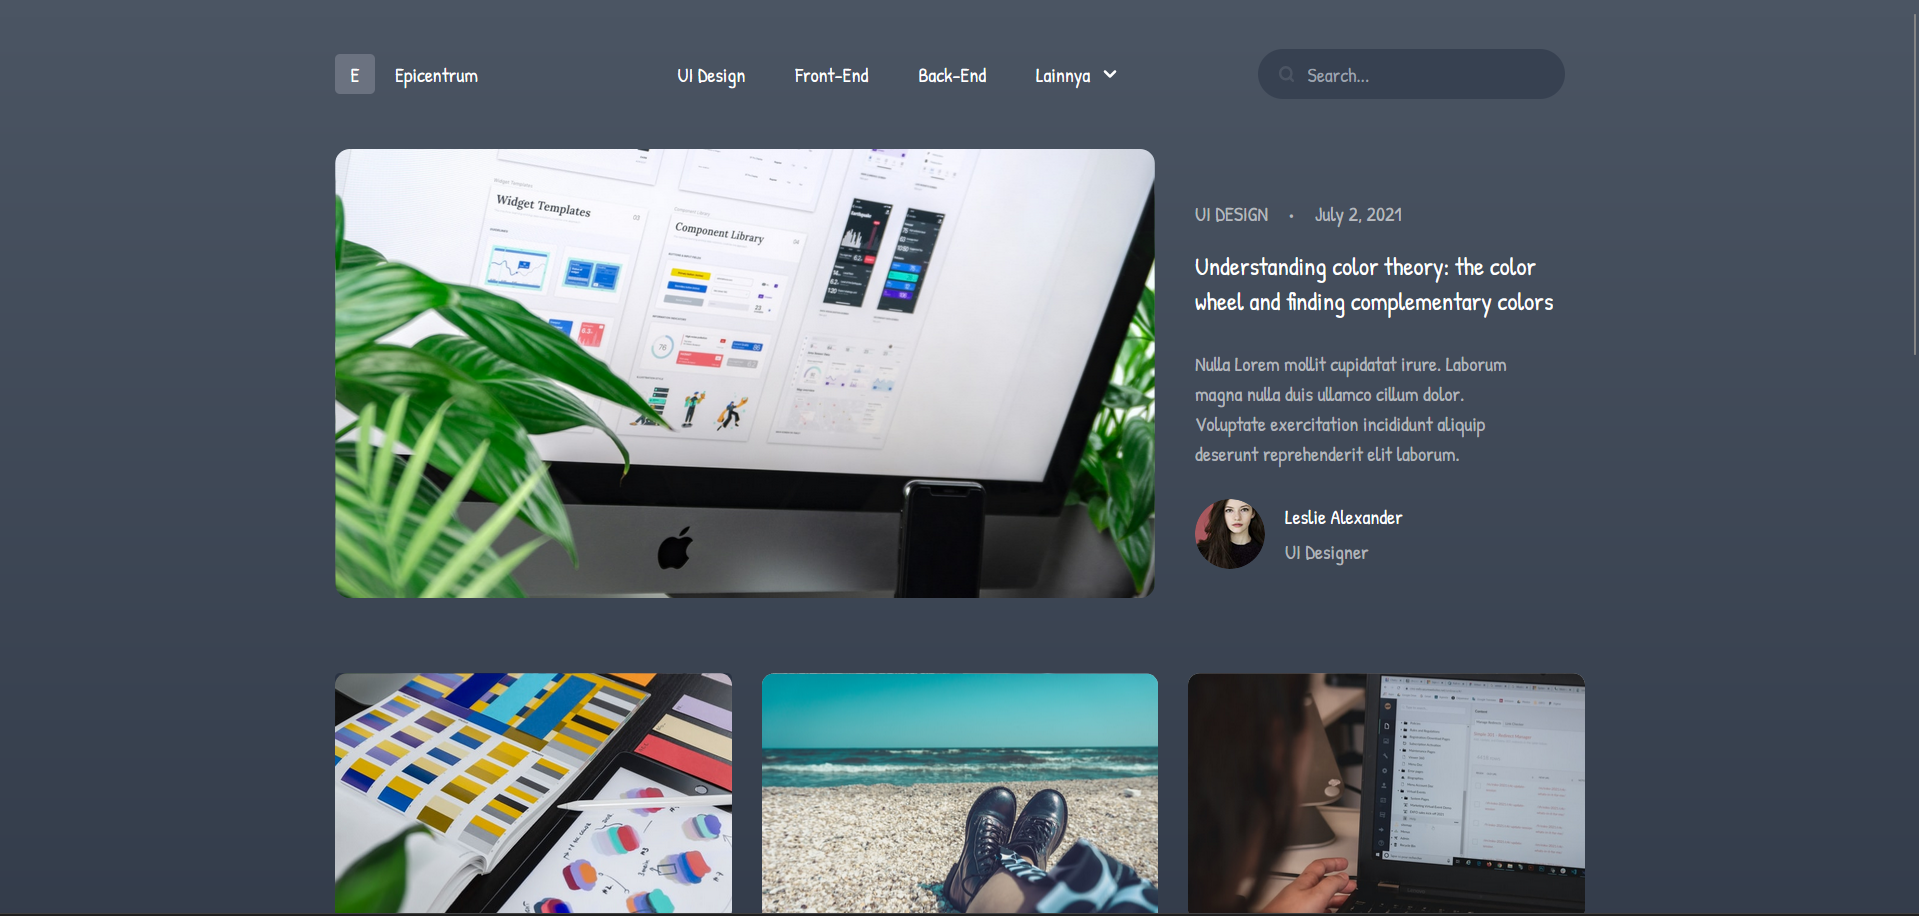 E
Epicentrum
UI Design
Front-End
Back-End
Lainnya
Search...
Widget Templates
03
Component Library
04
UI DESIGN • July 2, 2021
Understanding color theory: the color
wheel and finding complementary colors
Nulla Lorem mollit cupidatat irure. Laborum
magna nulla duis ullamco cillum dolor.
Voluptate exercitation incididunt aliquip
deserunt reprehenderit elit laborum.
Leslie Alexander
UI Designer